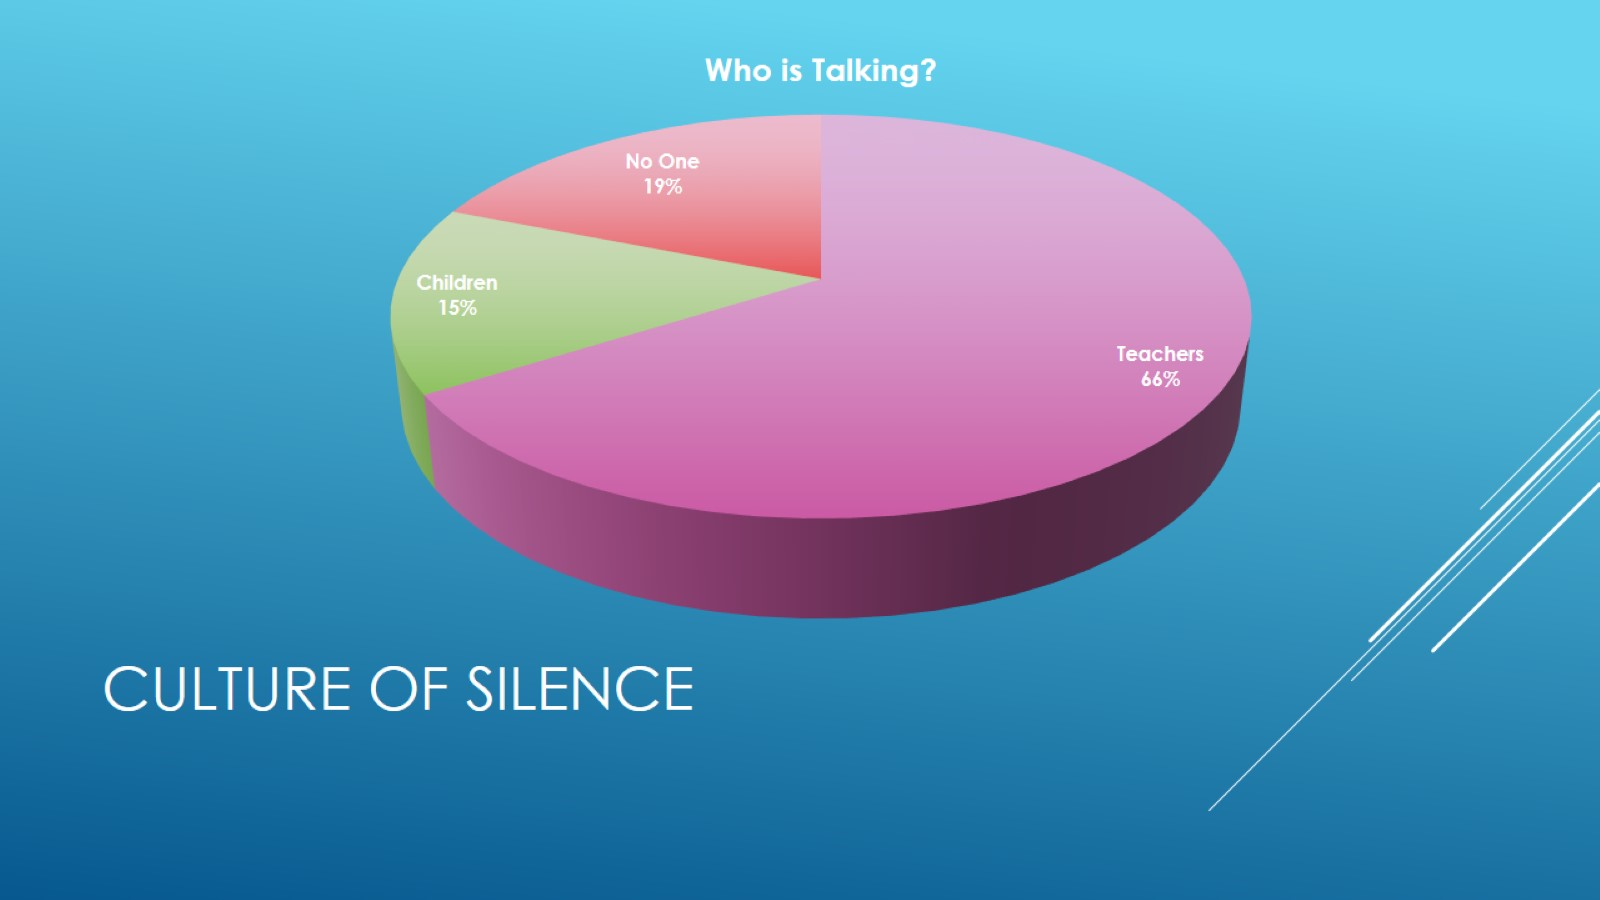 Who is Talking?
No One
19%
Children
15%
Teachers
66%
CULTURE OF SILENCE